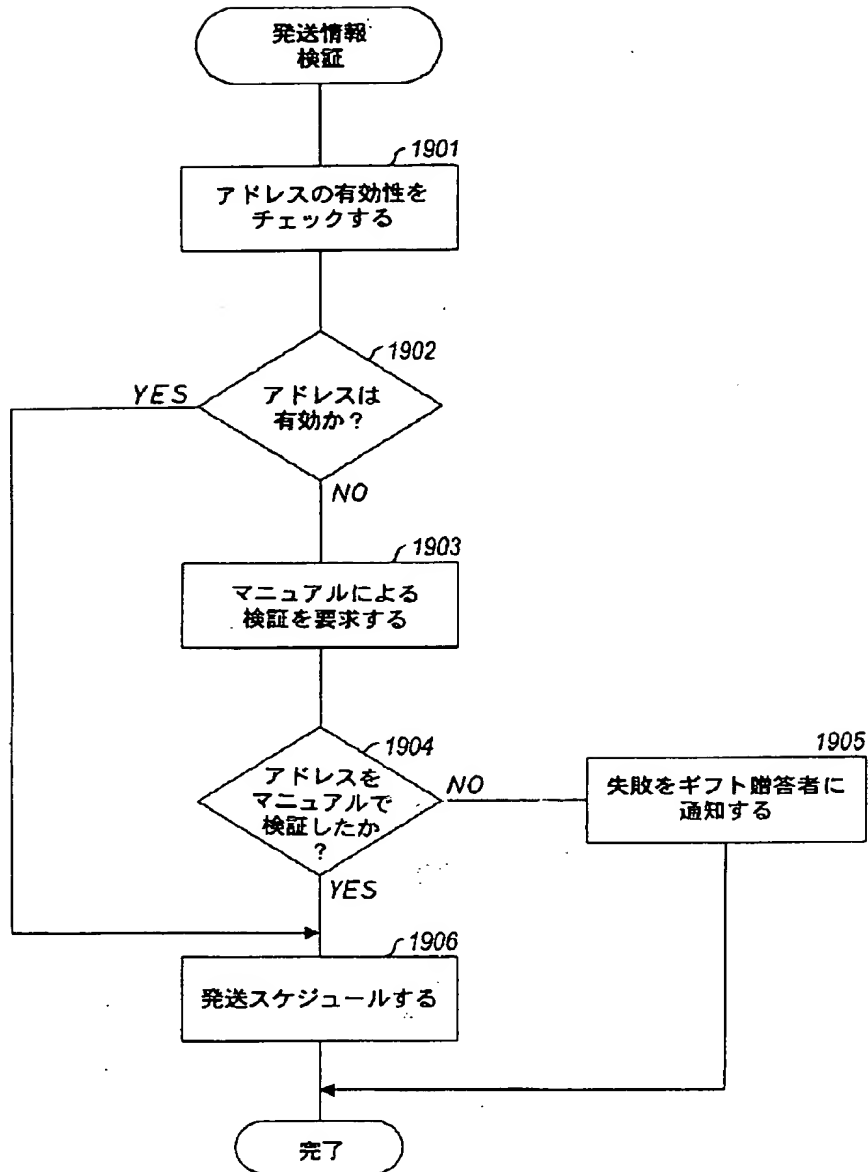 発送情報
検証
1901
アドレスの有効性を
チェックする
1902
YES
アドレスは
有効か？
NO
1903
マニュアルによる
検証を要求する
1904
アドレスを
マニュアルで
検証したか
？
NO
YES
1905
失敗をギフト贈答者に
通知する
1906
発送スケジュールする
完了